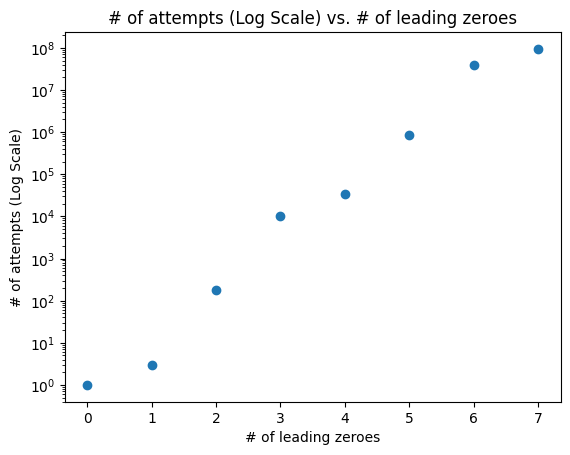 # of attempts (Log Scale) vs. # of leading zeroes
# of attempts (Log Scale)
10^8
10^7
10^6
10^5
10^4
10^3
10^2
10^1
10^0
0 1 2 3 4 5 6 7
# of leading zeroes